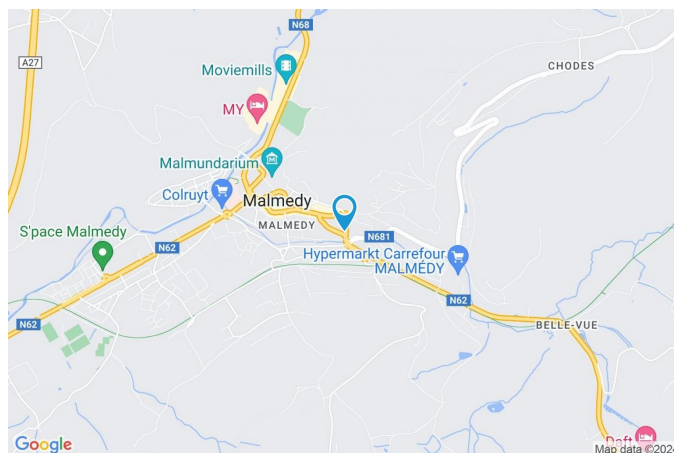 N68
A27
Moviemills
CHODES
MY
Malmundarium
Colruyt
Malmedy
MALMEDY
S'pace Malmedy
N62
N681
Hypermarkt Carrefour
MALMÉDY
N62
N62
BELLE-VUE
Daft
Google
Map data ©2024